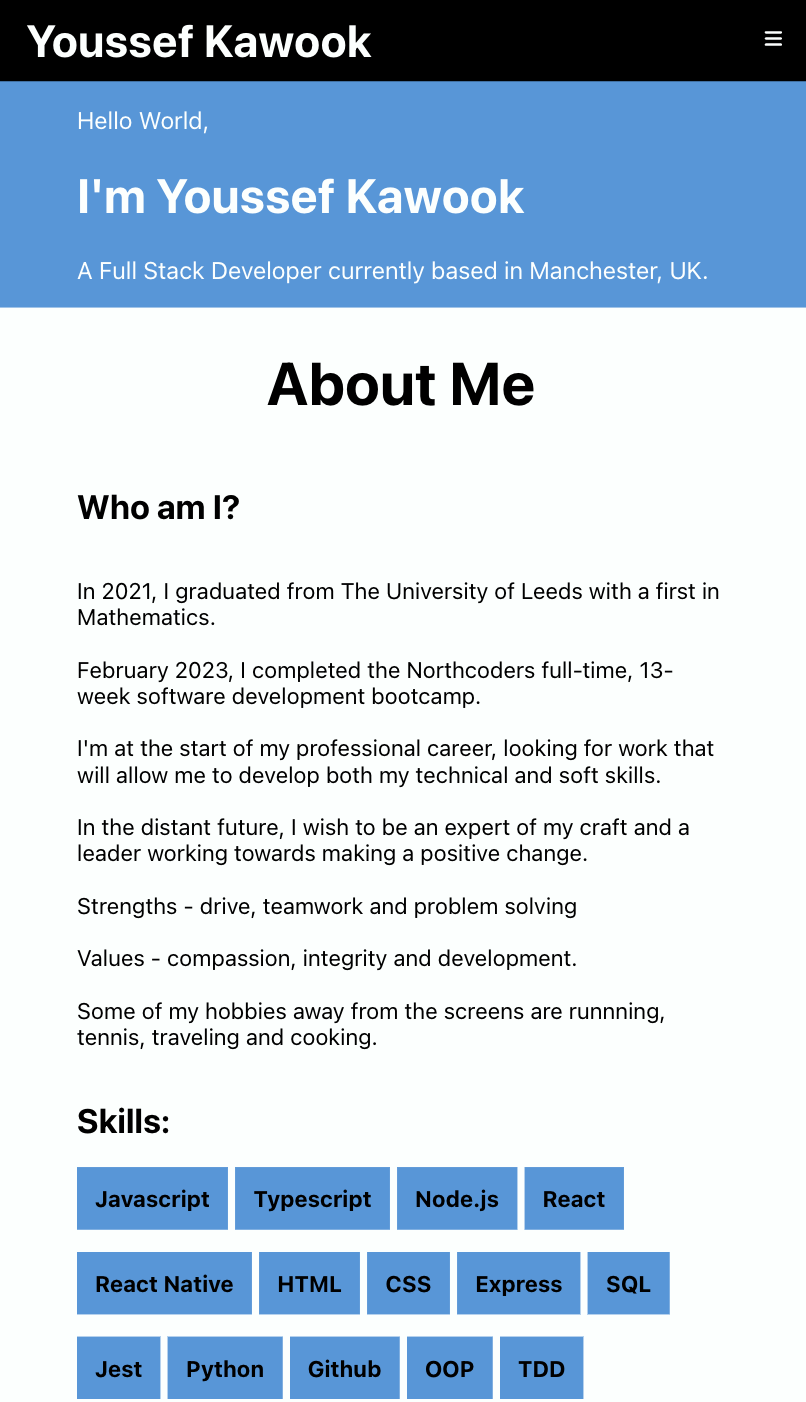 Youssef Kawook
Hello World,
I'm Youssef Kawook
A Full Stack Developer currently based in Manchester, UK.
About Me
Who am I?
In 2021, I graduated from The University of Leeds with a first in
Mathematics.
February 2023, I completed the Northcoders full-time, 13-
week software development bootcamp.
I'm at the start of my professional career, looking for work that
will allow me to develop both my technical and soft skills.
In the distant future, I wish to be an expert of my craft and a
leader working towards making a positive change.
Strengths - drive, teamwork and problem solving
Values - compassion, integrity and development.
Some of my hobbies away from the screens are runnning,
tennis, traveling and cooking.
Skills:
Javascript Typescript Node.js React
React Native HTML CSS Express SQL
Jest Python Github OOP TDD